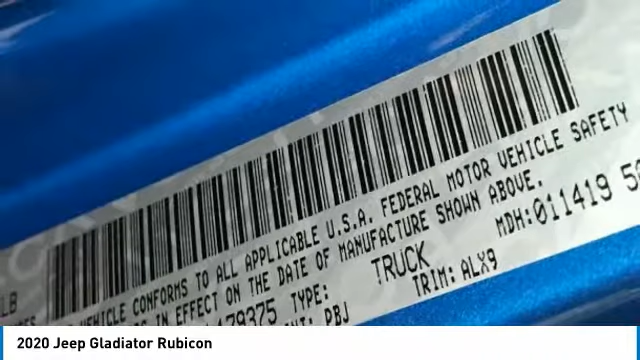 VEHICLE CONFORMS TO ALL APPLICABLE U.S.A. FEDERAL MOTOR VEHICLE SAFETY
IN EFFECT ON THE DATE OF MANUFACTURE SHOWN ABOVE.
LB
MDH:011419
TYPE: TRUCK
PBJ TRIM: ALX9
2020 Jeep Gladiator Rubicon